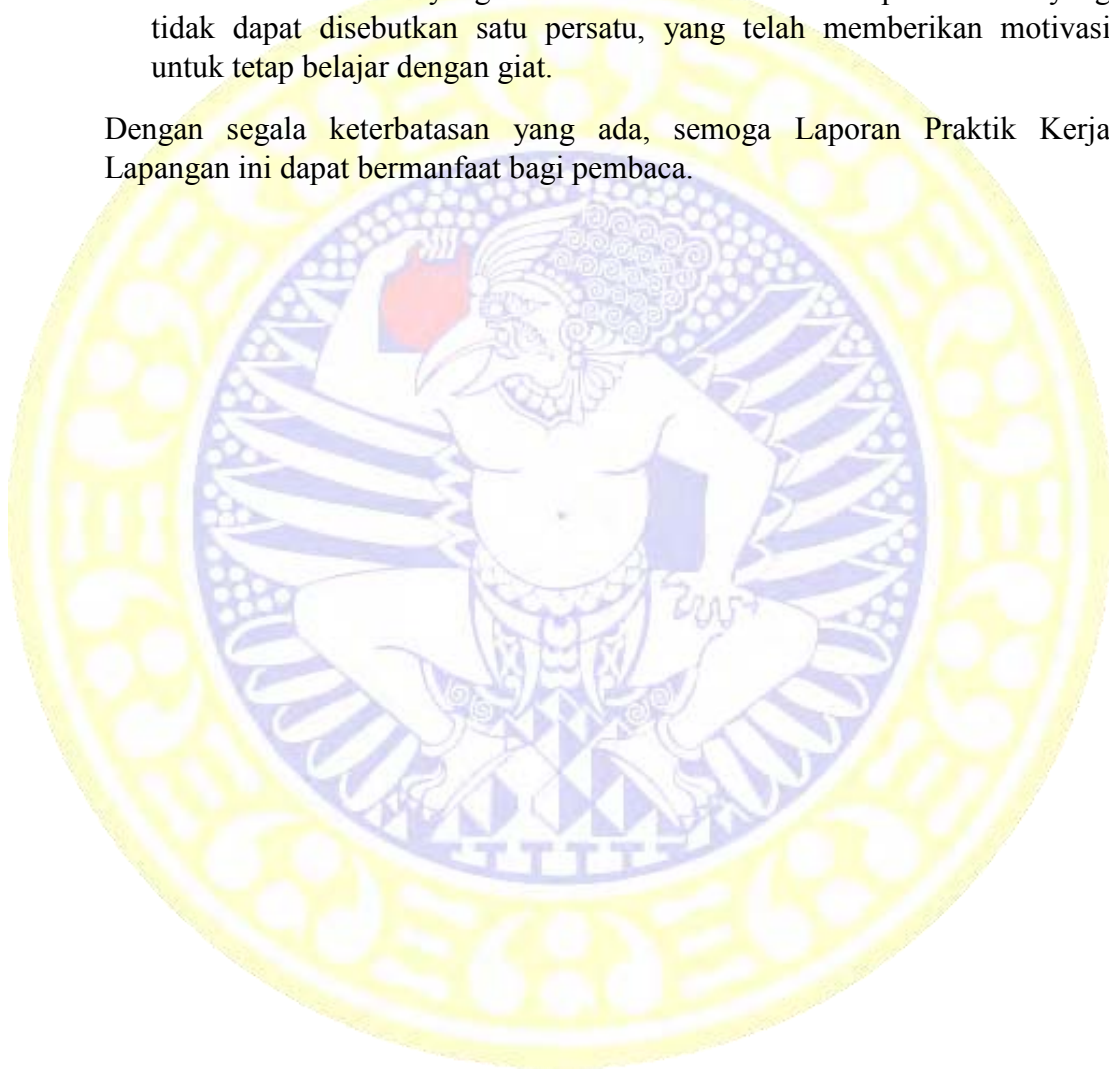 tidak dapat disebutkan satu persatu, yang telah memberikan motivasi
untuk tetap belajar dengan giat.
Dengan segala keterbatasan yang ada, semoga Laporan Praktik Kerja
Lapangan ini dapat bermanfaat bagi pembaca.